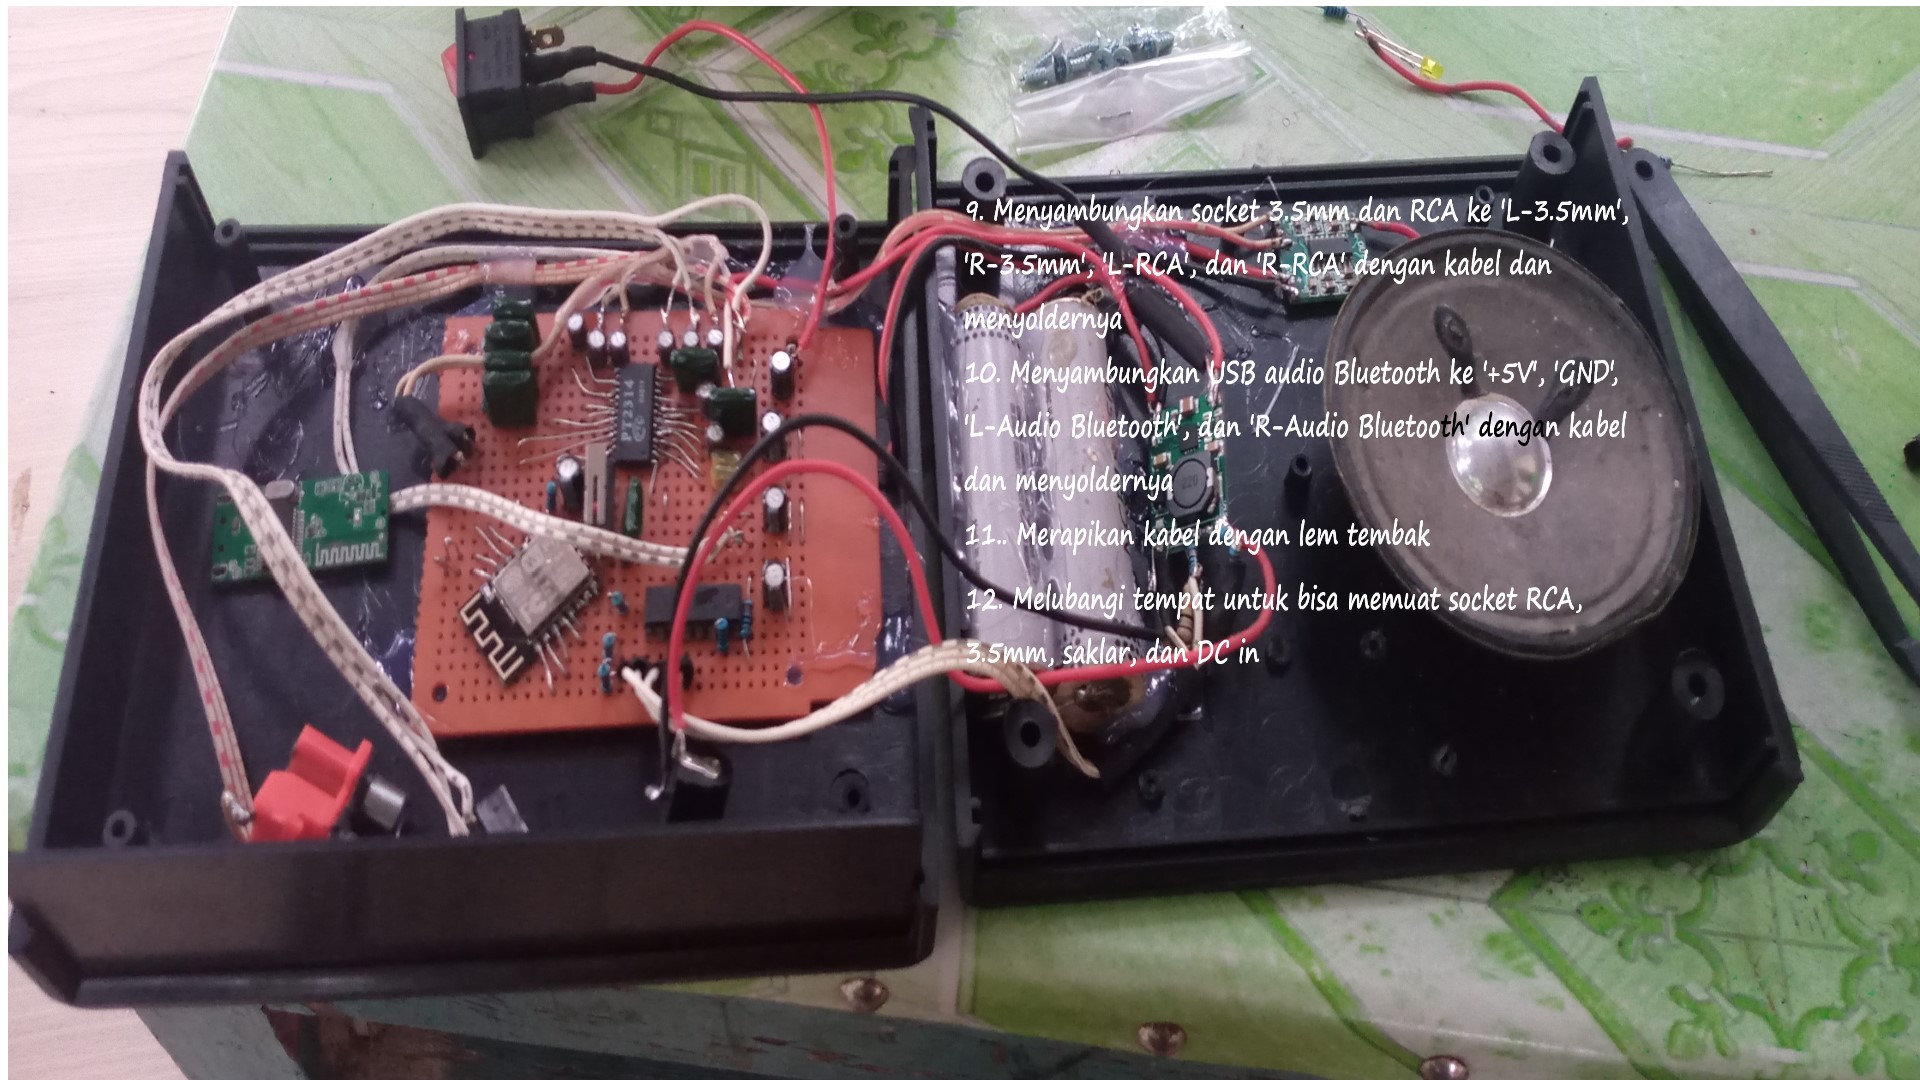 PT2314
9. Menyambungkan socket 3.5mm dan RCA ke 'L-3.5mm',
'R-3.5mm', 'L-RCA', dan 'R-RCA' dengan kabel dan
menyoldernya
10. Menyambungkan USB audio Bluetooth ke '+5V', 'GND',
'L-Audio Bluetooth', dan 'R-Audio Bluetooth' dengan kabel
dan menyoldernya
11.. Merapikan kabel dengan lem tembak
12. Melubangi tempat untuk bisa memuat socket RCA,
3.5mm, saklar, dan DC in